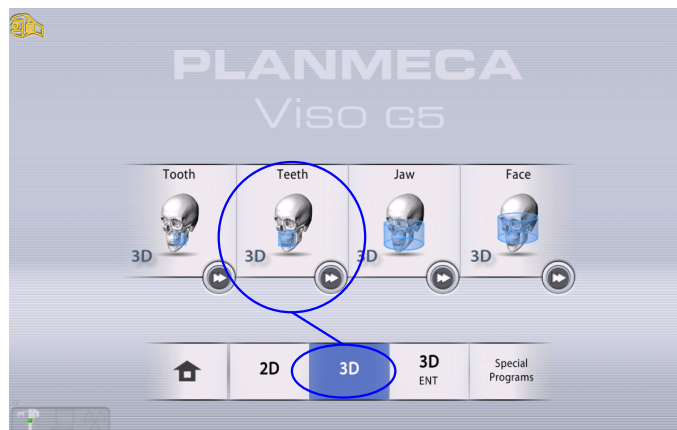 PLANMECA
Viso G5
Tooth
Teeth
Jaw
Face
3D
3D
3D
3D
2D
3D
3D
ENT
Special
Programs